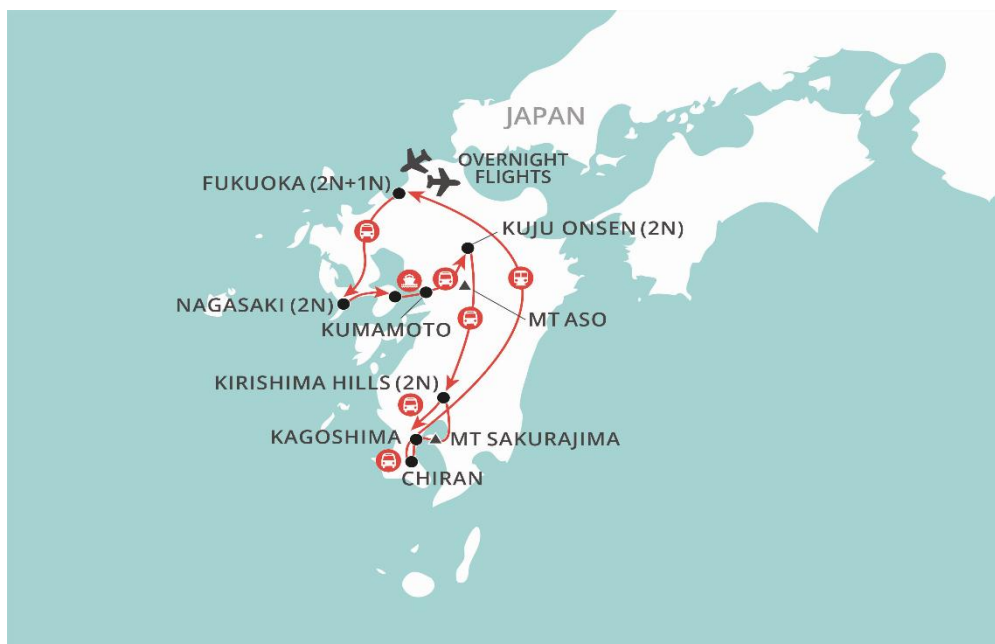 JAPAN
OVERNIGHT
FLIGHTS
FUKUOKA (2N+1N)
KUJU ONSEN (2N)
NAGASAKI (2N)
KUMAMOTO
MT ASO
KIRISHIMA HILLS (2N)
KAGOSHIMA
MT SAKURAJIMA
CHIRAN